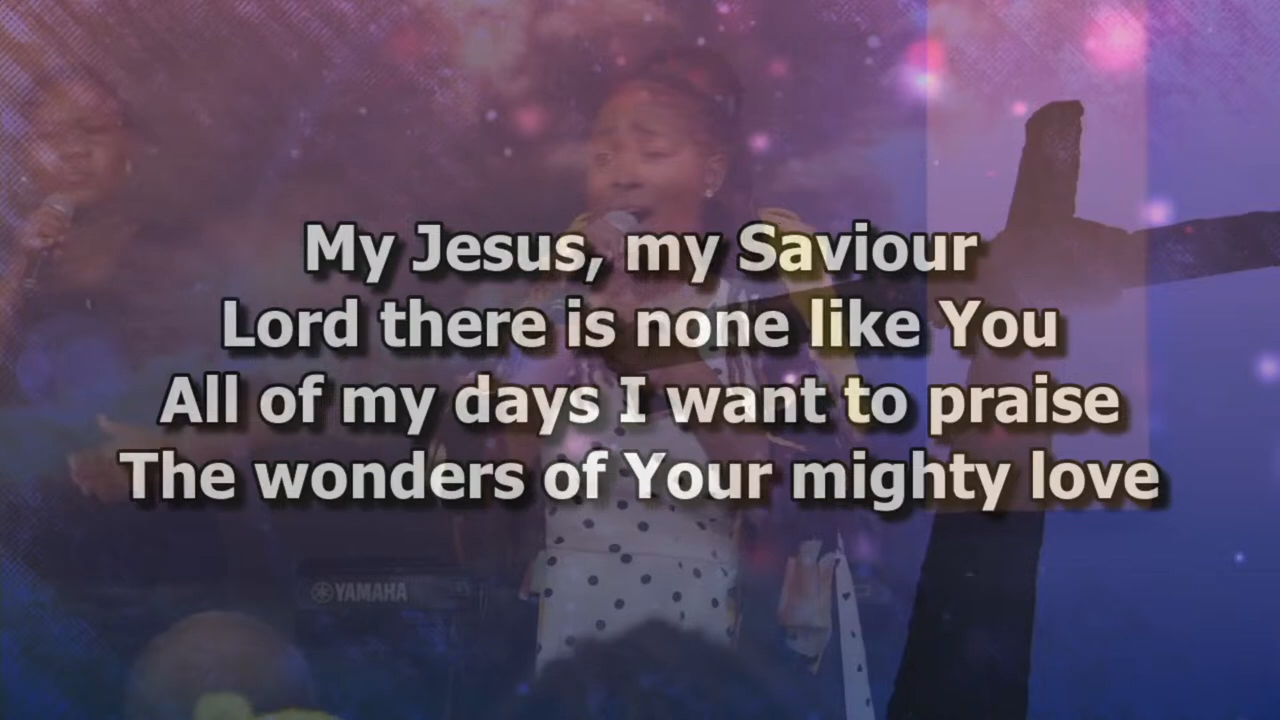 My Jesus, my Saviour
Lord there is none like You
All of my days I want to praise
The wonders of Your mighty love
YAMAHA